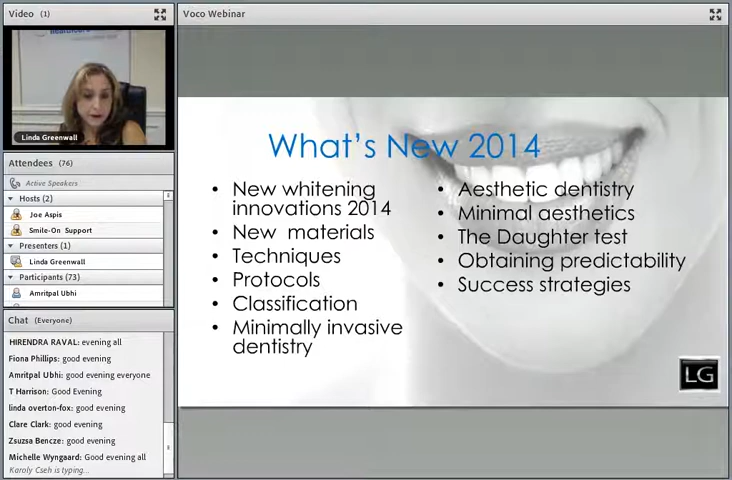 Video (1)
Linda Greenwall
Attendees (76)
Active Speakers
Hosts (2)
Joe Aspis
Smile-On Support
Presenters (1)
Linda Greenwall
Participants (73)
Amritpal Ubhi
Chat (Everyone)
HIRENDRA RAVAL: evening all
Fiona Phillips: good evening
Amritpal Ubhi: good evening everyone
T Harrison: Good Evening
linda overton-fox: good evening
Clare Clark: good evening
Zsuzsa Bencze: good evening
Michelle Wyngaard: Good evening all
Karoly Cseh is typing...
Voco Webinar
What's New 2014
• New whitening
innovations 2014
• New materials
• Techniques
• Protocols
• Classification
• Minimally invasive
dentistry
• Aesthetic dentistry
• Minimal aesthetics
• The Daughter test
• Obtaining predictability
• Success strategies
LG